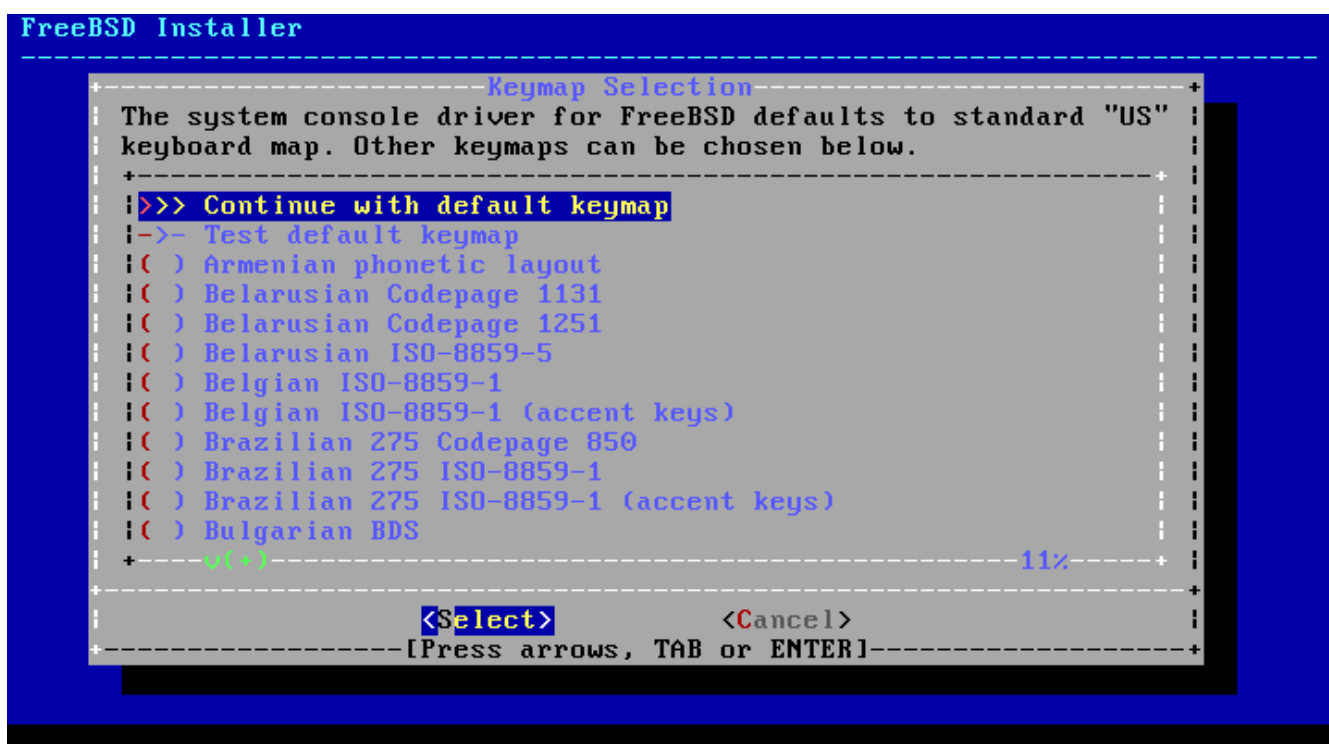 FreeBSD Installer
Keymap Selection
The system console driver for FreeBSD defaults to standard "US"
keyboard map. Other keymaps can be chosen below.
>>> Continue with default keymap
->- Test default keymap
( ) Armenian phonetic layout
( ) Belarusian Codepage 1131
( ) Belarusian Codepage 1251
( ) Belarusian ISO-8859-5
( ) Belgian ISO-8859-1
( ) Belgian ISO-8859-1 (accent keys)
( ) Brazilian 275 Codepage 850
( ) Brazilian 275 ISO-8859-1
( ) Brazilian 275 ISO-8859-1 (accent keys)
( ) Bulgarian BDS
v(+) 11%
<Select> <Cancel>
[Press arrows, TAB or ENTER]